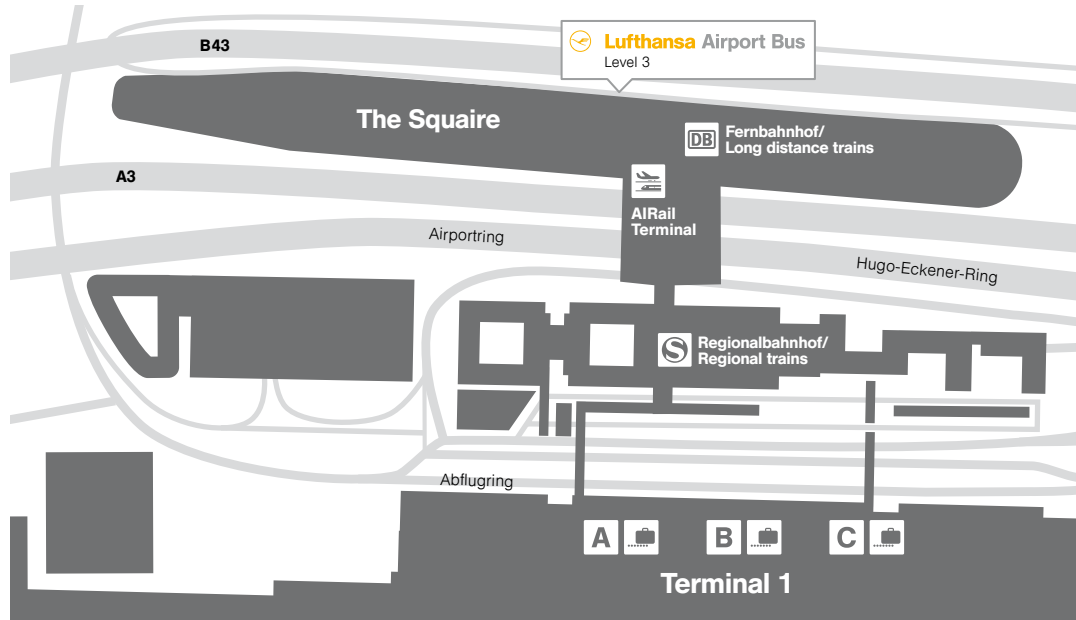 B43
Lufthansa Airport Bus
Level 3
The Squaire
DB
Fernbahnhof/
Long distance trains
A3
AIRail
Terminal
Airportring
Hugo-Eckener-Ring
S
Regionalbahnhof/
Regional trains
Abflugring
A
B
C
Terminal 1